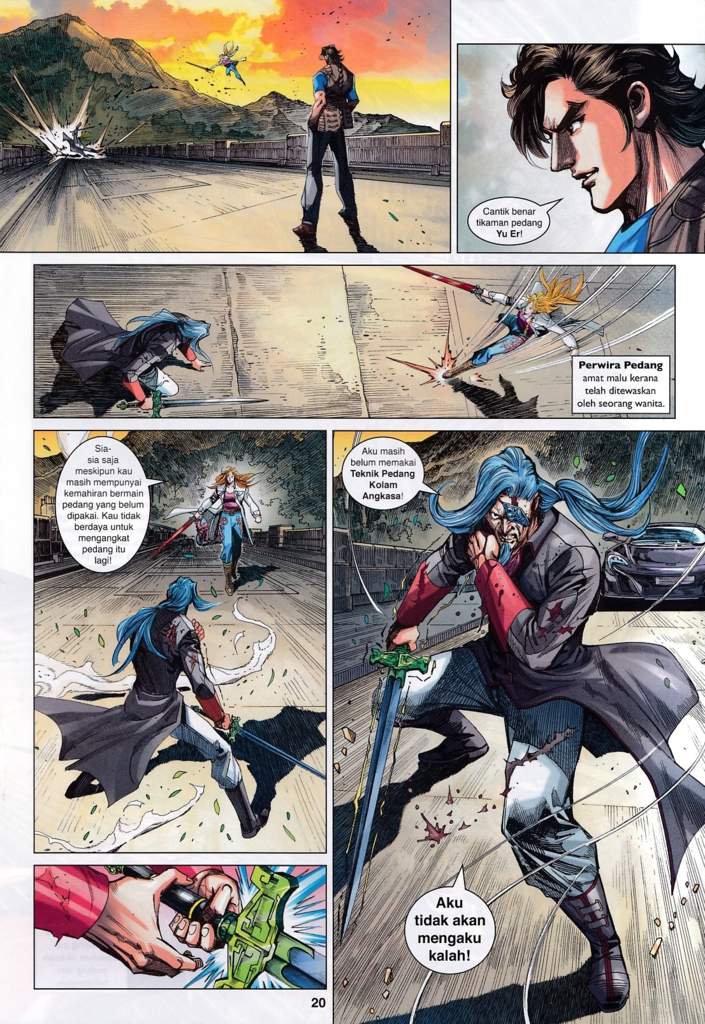 Cantik benar
tikaman pedang
Yu Er!
Perwira Pedang
amat malu kerana
telah ditewaskan
oleh seorang wanita.
Sia-
sia saja
meskipun kau
masih mempunyai
kemahiran bermain
pedang yang belum
dipakai. Kau tidak
berdaya untuk
mengangkat
pedang itu
lagi!
Aku masih
belum memakai
Teknik Pedang
Kolam
Angkasa!
Aku
tidak akan
mengaku
kalah!
20